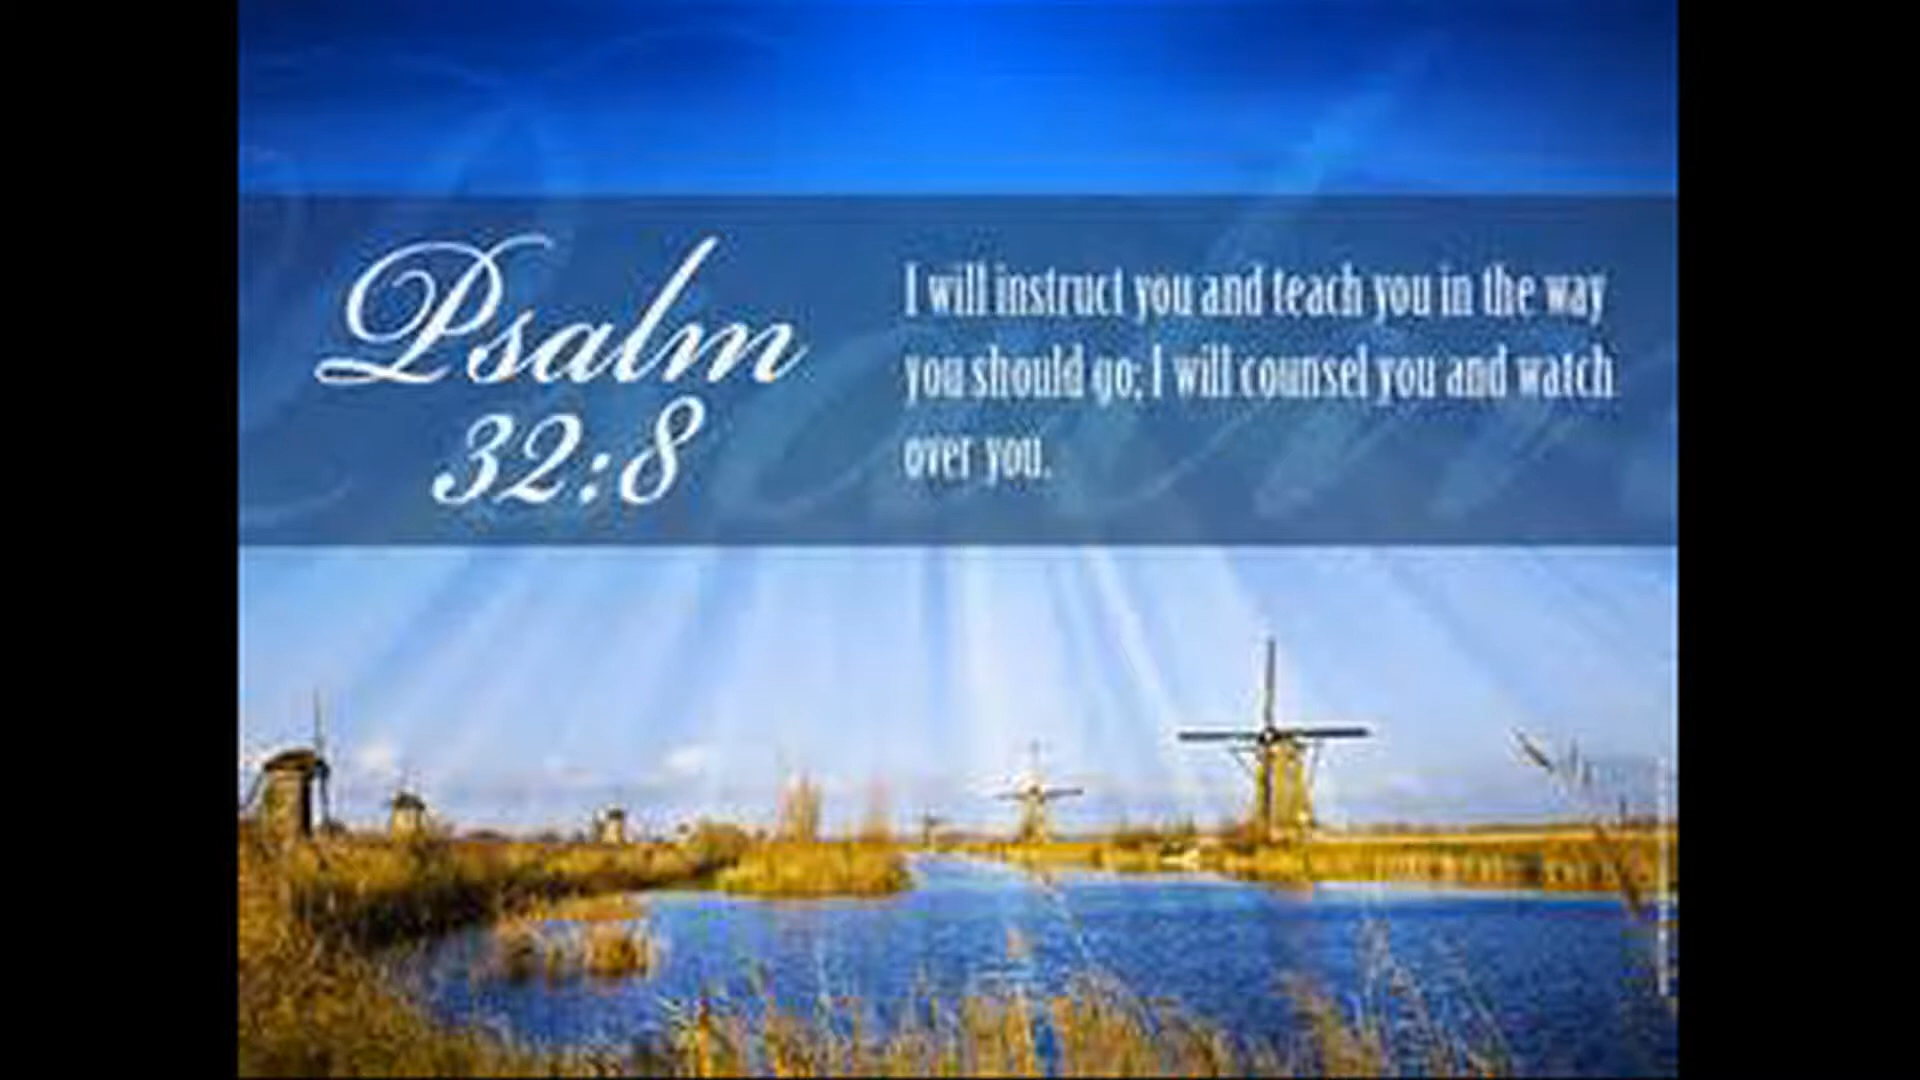 Psalm
32:8
I will instruct you and teach you in the way
you should go; I will counsel you and watch
over you.